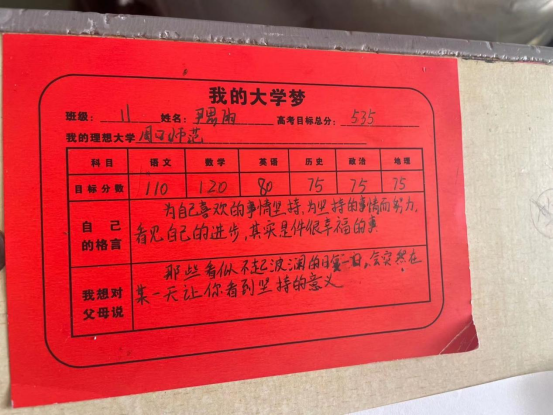 我的大学梦
班级: 11 姓名: 尹思雨 高考目标总分: 535
我的理想大学 周口师范
科目 语文 数学 英语 历史 政治 地理
目标分数 110 120 80 75 75 75
自己的格言
为自己喜欢的事情坚持,为坚持的事情而努力,
看见自己的进步,其实是件很幸福的事
我想对父母说
那些看似不起波澜的日复一日,会突然在
某一天让你看到坚持的意义